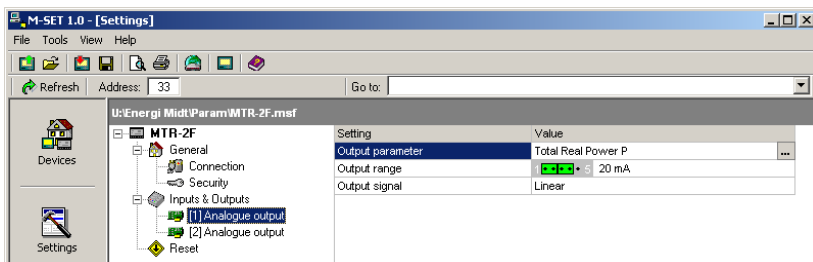 M-SET 1.0 - [Settings]
File Tools View Help
Refresh Address: 33 Go to:
U:\Energi Midt\Param\MTR-2F.msf
Devices
Settings
MTR-2F
General
Connection
Security
Inputs & Outputs
[1] Analogue output
[2] Analogue output
Reset
Setting Value
Output parameter Total Real Power P ...
Output range 1 5 20 mA
Output signal Linear